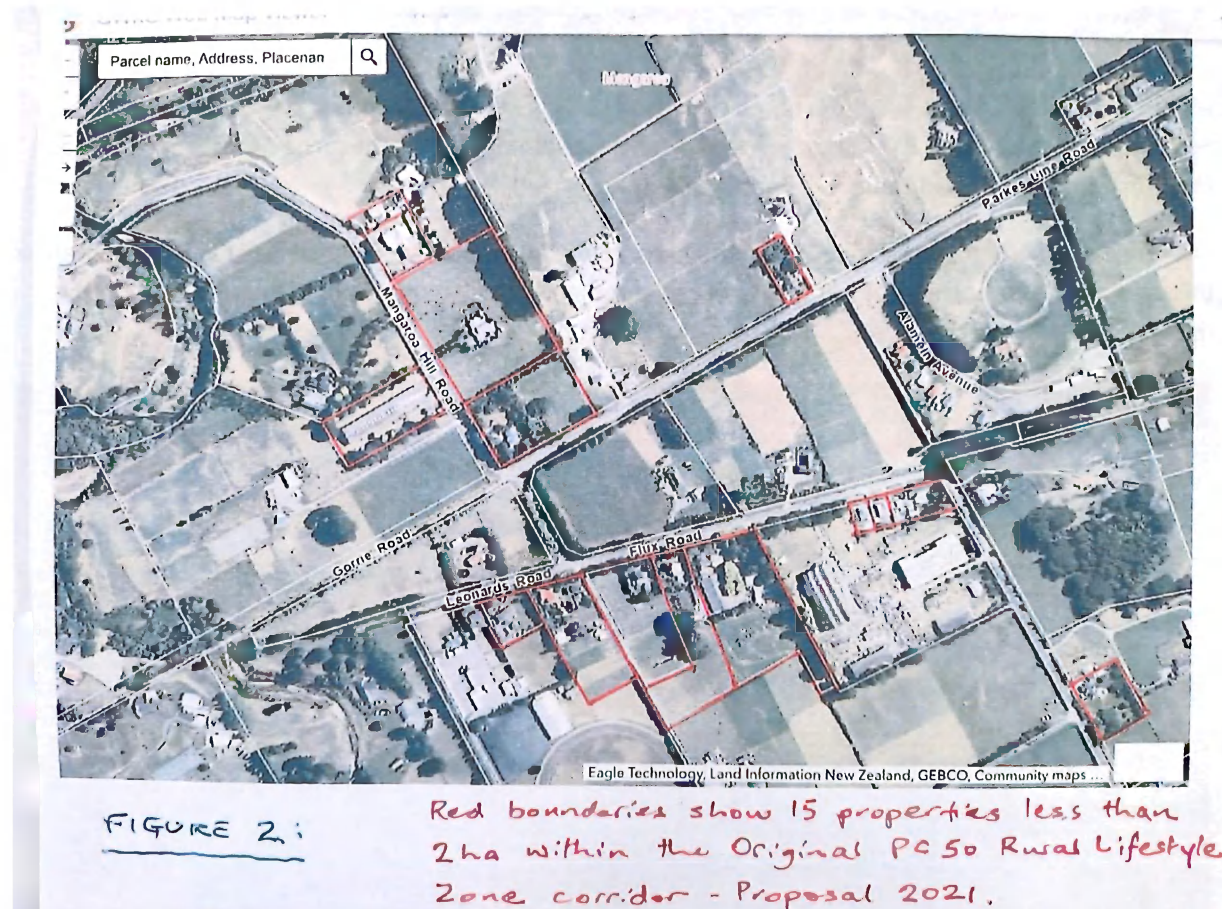 Parcel name, Address, Placenan
Mangaroa
Parkes Line Road
Alamein Avenue
Mangaroa Hill Road
Gorrie Road
Flux Road
Leonards Road
Eagle Technology, Land Information New Zealand, GEBCO, Community maps ...
FIGURE 2:
Red boundaries show 15 properties less than
2ha within the Original PC50 Rural Lifestyle
Zone corridor - Proposal 2021.